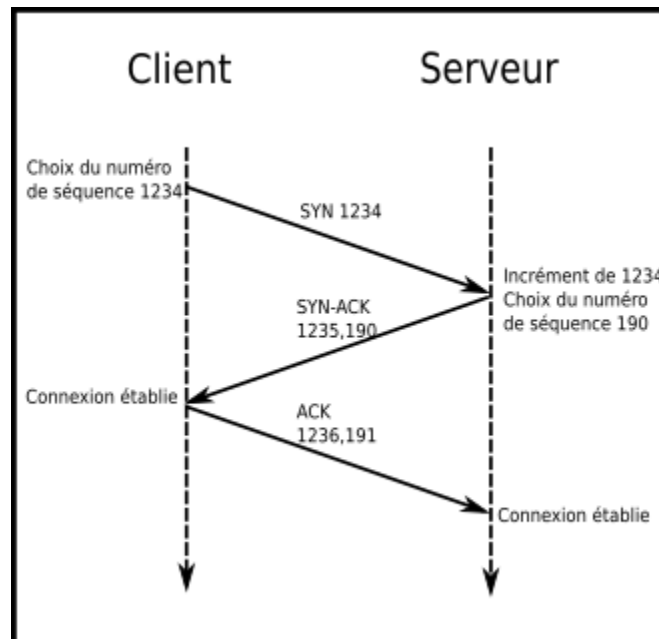 Client
Serveur
Choix du numéro
de séquence 1234
SYN 1234
Incrément de 1234
Choix du numéro
de séquence 190
SYN-ACK
1235,190
Connexion établie
ACK
1236,191
Connexion établie